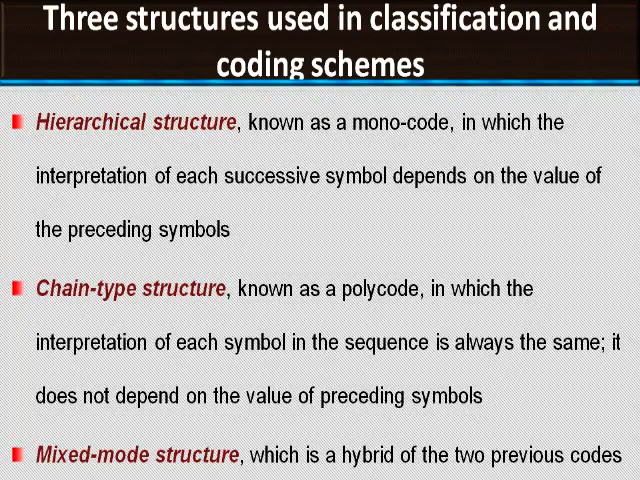 Three structures used in classification and
coding schemes
Hierarchical structure, known as a mono-code, in which the
interpretation of each successive symbol depends on the value of
the preceding symbols
Chain-type structure, known as a polycode, in which the
interpretation of each symbol in the sequence is always the same; it
does not depend on the value of preceding symbols
Mixed-mode structure, which is a hybrid of the two previous codes